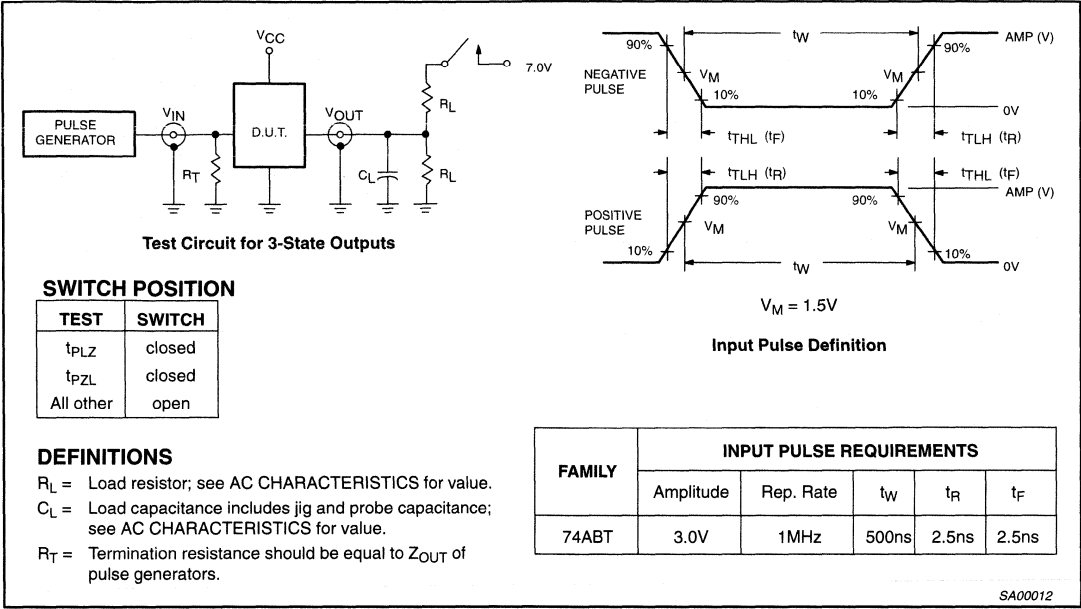 VCC
7.0V
RL
PULSE
GENERATOR
VIN
D.U.T.
VOUT
RT
CL
RL
Test Circuit for 3-State Outputs
NEGATIVE
PULSE
90%
tW
90%
AMP (V)
VM
VM
10%
10%
0V
tTHL (tF)
tTLH (tR)
tTLH (tR)
tTHL (tF)
AMP (V)
POSITIVE
PULSE
90%
90%
VM
VM
10%
10%
tW
0V
VM = 1.5V
Input Pulse Definition
SWITCH POSITION
TEST SWITCH
tPLZ closed
tPZL closed
All other open
DEFINITIONS
RL = Load resistor; see AC CHARACTERISTICS for value.
CL = Load capacitance includes jig and probe capacitance;
see AC CHARACTERISTICS for value.
RT = Termination resistance should be equal to ZOUT of
pulse generators.
FAMILY INPUT PULSE REQUIREMENTS
Amplitude Rep. Rate tW tR tF
74ABT 3.0V 1MHz 500ns 2.5ns 2.5ns
SA00012